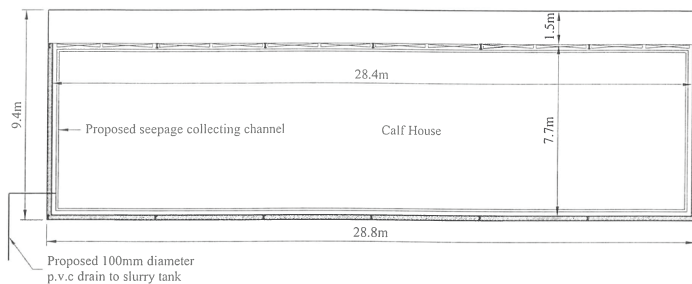 1.5m
28.4m
9.4m
Proposed seepage collecting channel
Calf House
7.7m
28.8m
Proposed 100mm diameter
p.v.c drain to slurry tank